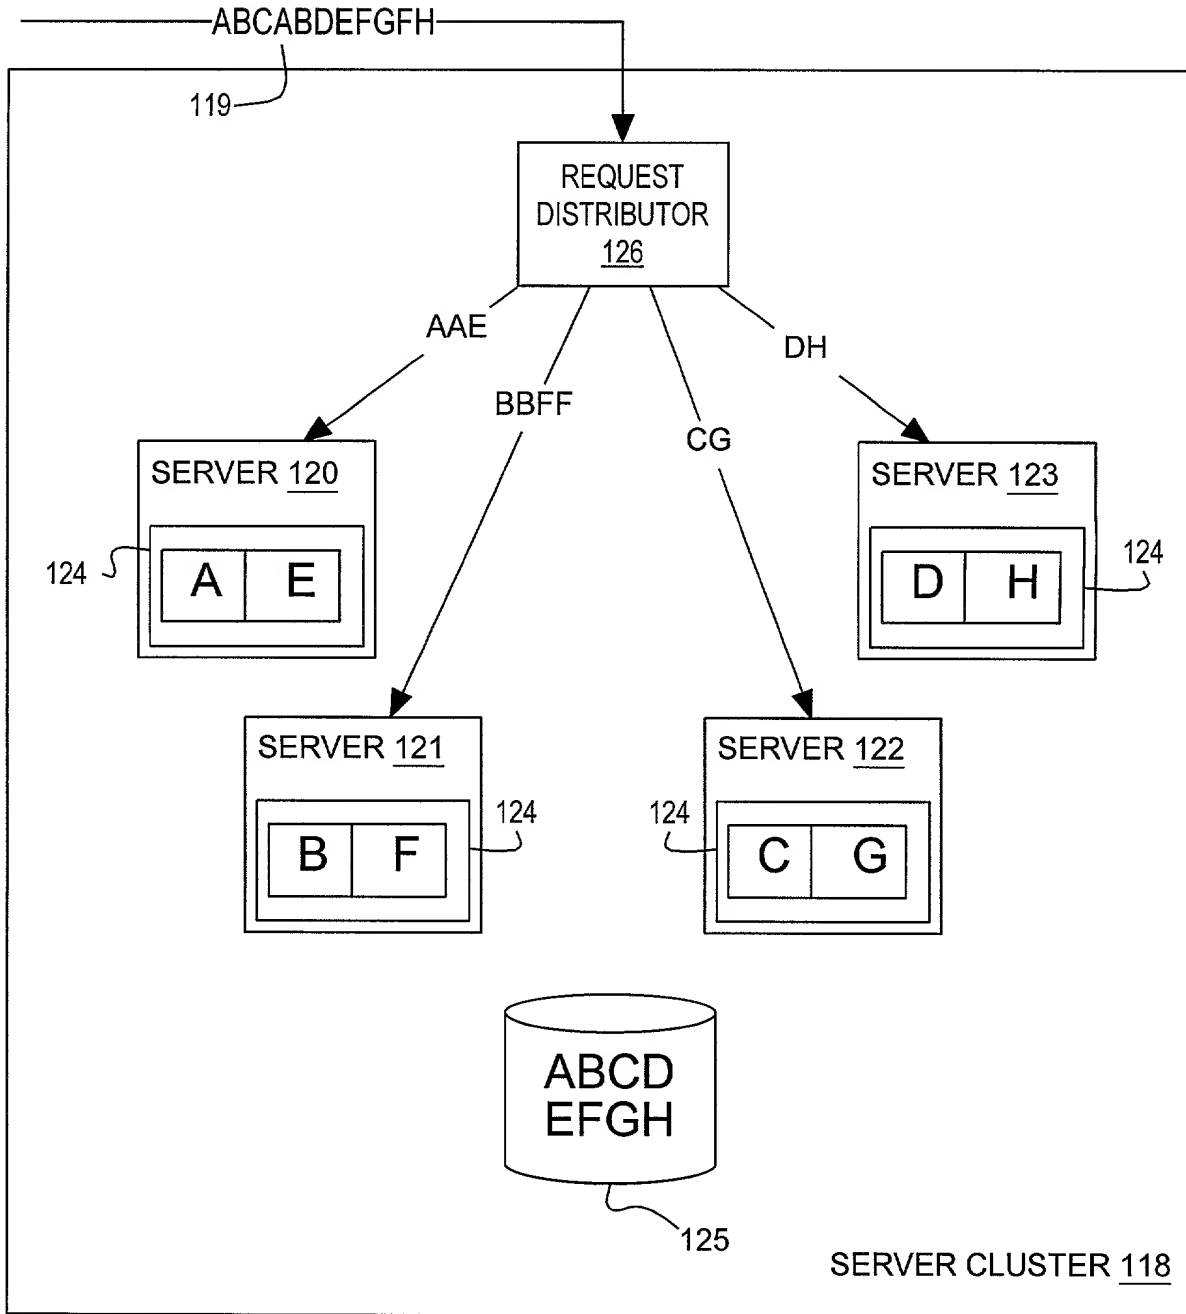 ABCABDEFGFH
119
REQUEST
DISTRIBUTOR
126
AAE
BBFF
CG
DH
SERVER 120
124
A E
SERVER 123
124
D H
SERVER 121
124
B F
SERVER 122
124
C G
ABCD
EFGH
125
SERVER CLUSTER 118